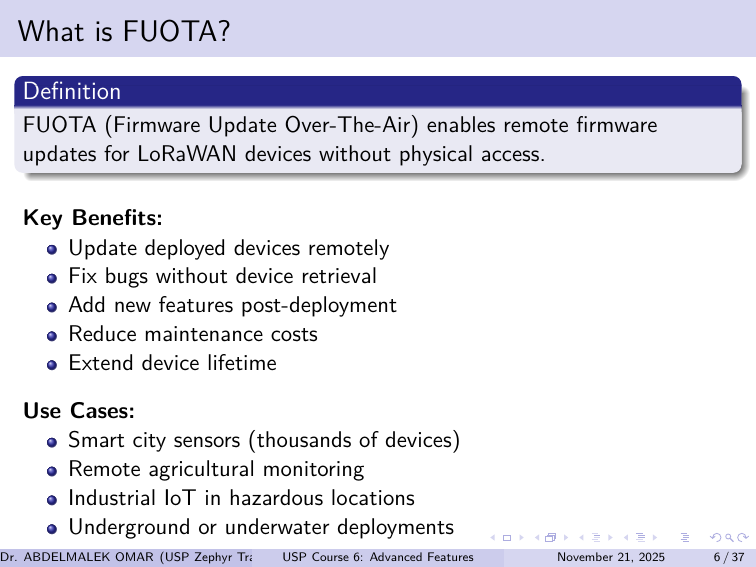 What is FUOTA?
Definition
FUOTA (Firmware Update Over-The-Air) enables remote firmware
updates for LoRaWAN devices without physical access.
Key Benefits:
Update deployed devices remotely
Fix bugs without device retrieval
Add new features post-deployment
Reduce maintenance costs
Extend device lifetime
Use Cases:
Smart city sensors (thousands of devices)
Remote agricultural monitoring
Industrial IoT in hazardous locations
Underground or underwater deployments
Dr. ABDELMALEK OMAR (USP Zephyr Tra USP Course 6: Advanced Features November 21, 2025 6 / 37